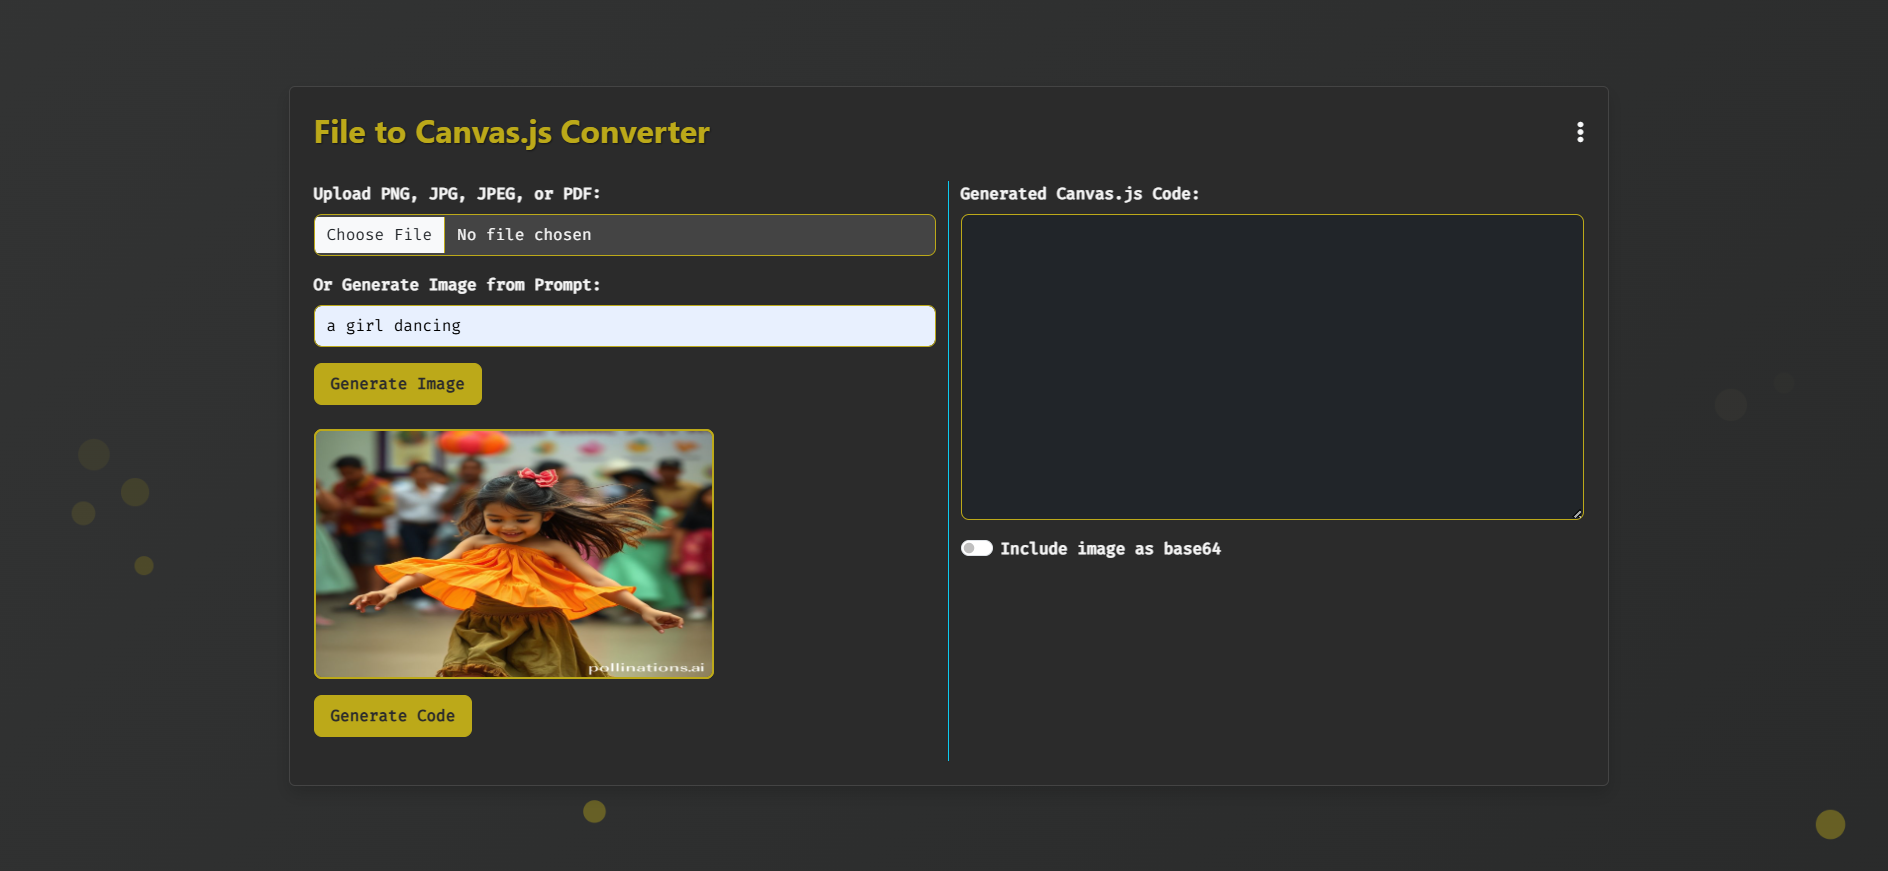 File to Canvas.js Converter
Upload PNG, JPG, JPEG, or PDF:
Choose File No file chosen
Or Generate Image from Prompt:
a girl dancing
Generate Image
pollinations.ai
Generate Code
Generated Canvas.js Code:
Include image as base64